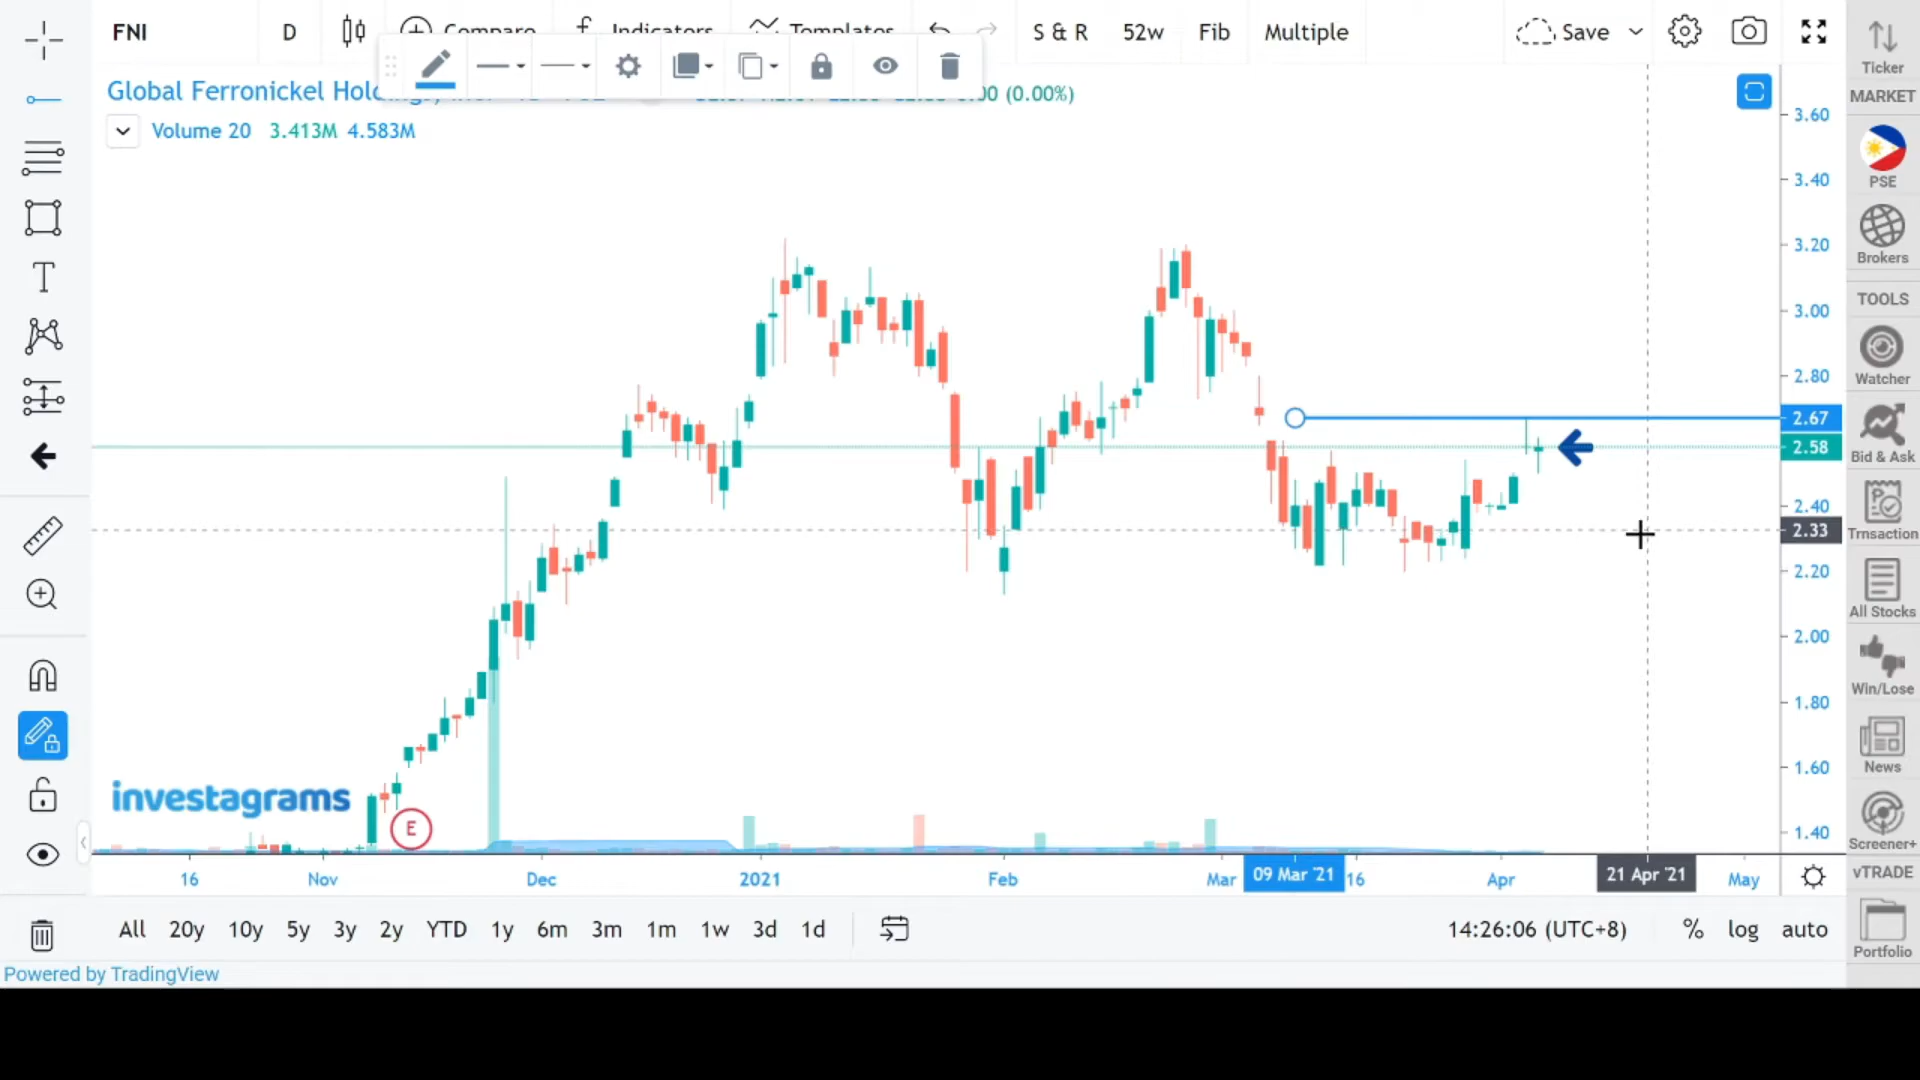 FNI D Compare Indicators Templates S & R 52w Fib Multiple Save
Global Ferronickel (0.00%)
Volume 20 3.413M 4.583M
3.60
3.40
3.20
3.00
2.80
2.67
2.58
2.40
2.33
2.20
2.00
1.80
1.60
1.40
investagrams
E
16 Nov Dec 2021 Feb Mar 09 Mar '21 16 Apr 21 Apr '21 May
All 20y 10y 5y 3y 2y YTD 1y 6m 3m 1m 1w 3d 1d 14:26:06 (UTC+8) % log auto
Powered by TradingView
Ticker
MARKET
PSE
Brokers
TOOLS
Watcher
Bid & Ask
Trnsaction
All Stocks
Win/Lose
News
Screener+
vTRADE
Portfolio